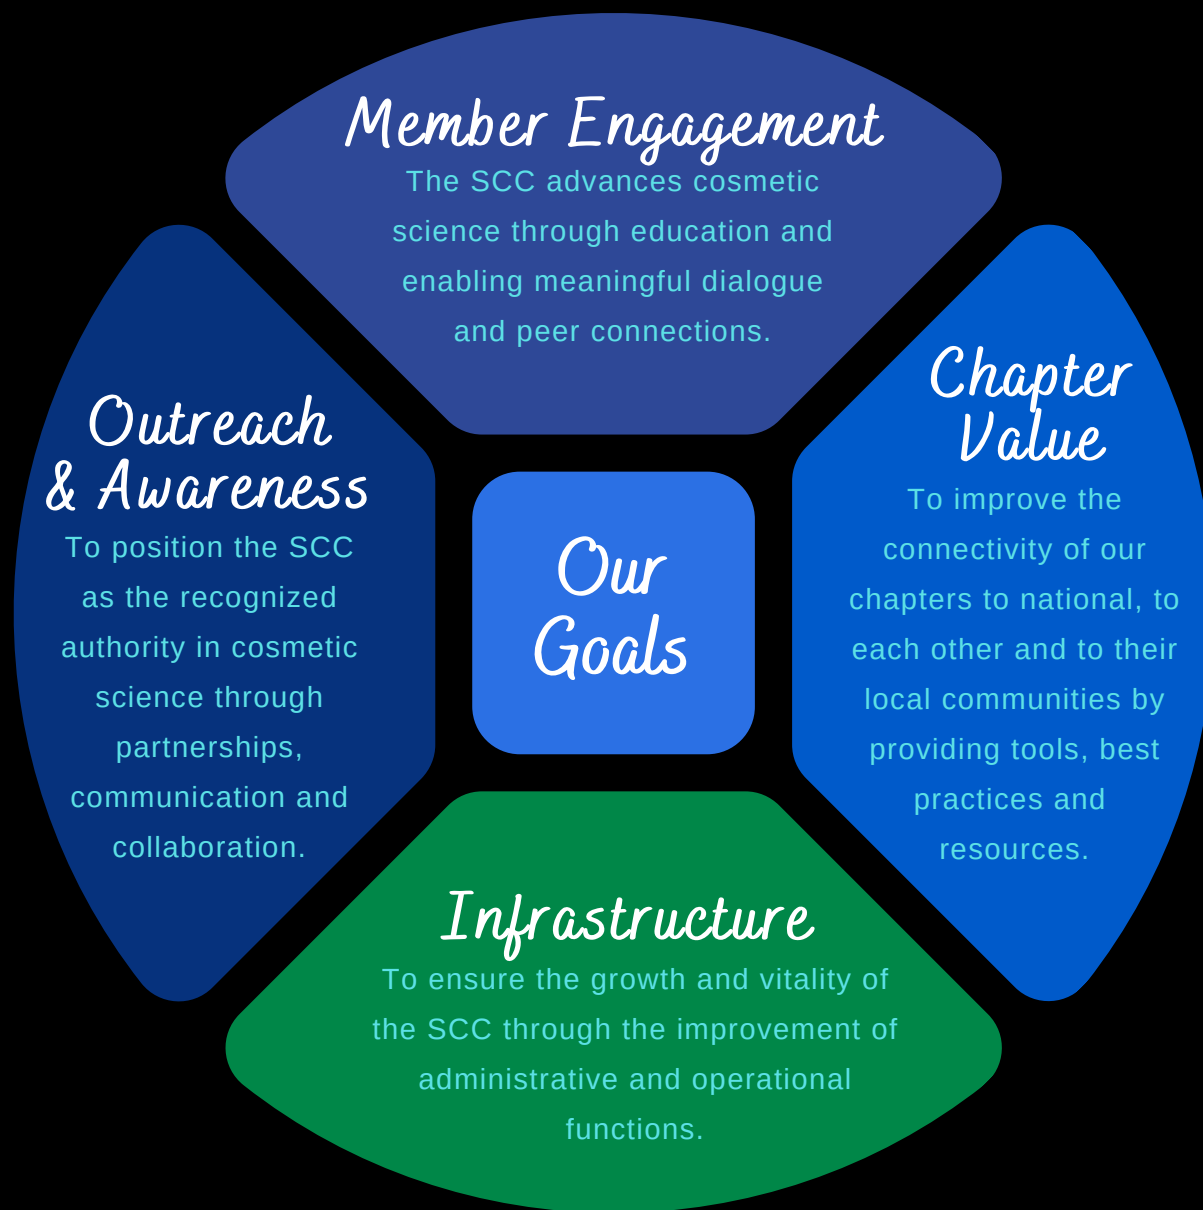 Member Engagement
The SCC advances cosmetic
science through education and
enabling meaningful dialogue
and peer connections.
Outreach
& Awareness
To position the SCC
as the recognized
authority in cosmetic
science through
partnerships,
communication and
collaboration.
Our
Goals
Chapter
Value
To improve the
connectivity of our
chapters to national, to
each other and to their
local communities by
providing tools, best
practices and
resources.
Infrastructure
To ensure the growth and vitality of
the SCC through the improvement of
administrative and operational
functions.